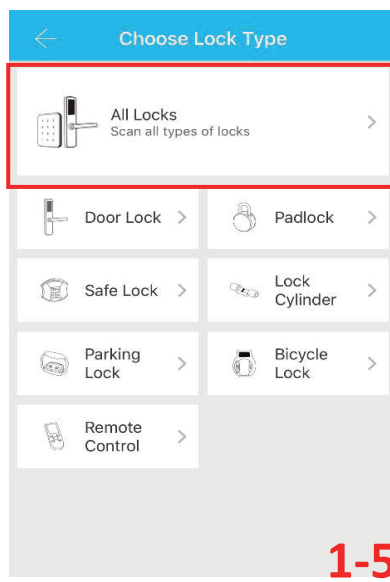 Choose Lock Type
All Locks
Scan all types of locks
Door Lock
Padlock
Safe Lock
Lock
Cylinder
Parking
Lock
Bicycle
Lock
Remote
Control
1-5